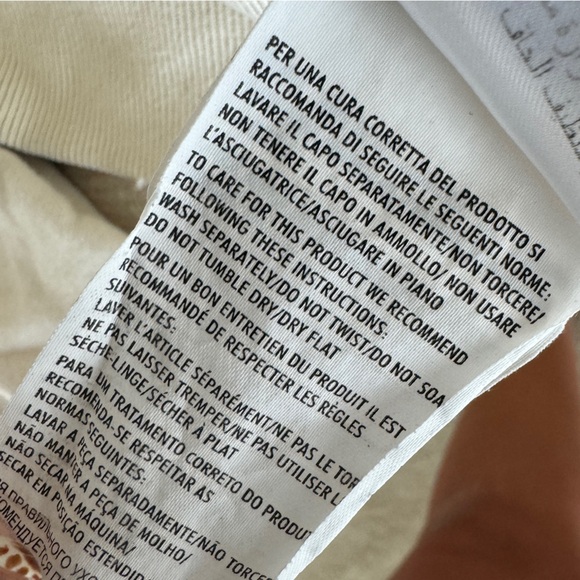 PER UNA CURA CORRETTA DEL PRODOTTO SI
RACCOMANDA DI SEGUIRE LE SEGUENTI NORME:
LAVARE IL CAPO SEPARATAMENTE/NON TORCERE/
NON TENERE IL CAPO IN AMMOLLO/ NON USARE
L'ASCIUGATRICE/ASCIUGARE IN PIANO
TO CARE FOR THIS PRODUCT WE RECOMMEND
FOLLOWING THESE INSTRUCTIONS:
WASH SEPARATELY/DO NOT TWIST/DO NOT SOA
DO NOT TUMBLE DRY/DRY FLAT
POUR UN BON ENTRETIEN DU PRODUIT IL EST
RECOMMANDÉ DE RESPECTER LES RÈGLES
SUIVANTES:
LAVER L'ARTICLE SÉPARÉMENT/NE PAS LE TOR
NE PAS LAISSER TREMPER/NE PAS UTILISER L
SÈCHE-LINGE/SÉCHER À PLAT
PARA UM TRATAMENTO CORRETO DO PRODUT
RECOMENDA-SE RESPEITAR AS
NORMAS SEGUINTES:
LAVAR A PEÇA SEPARADAMENTE/NÃO TORCER
NÃO MANTER A PEÇA DE MOLHO/
NÃO SECAR NA MÁQUINA/
SECAR EM POSIÇÃO ESTENDID
ПРАВИЛЬНОГО